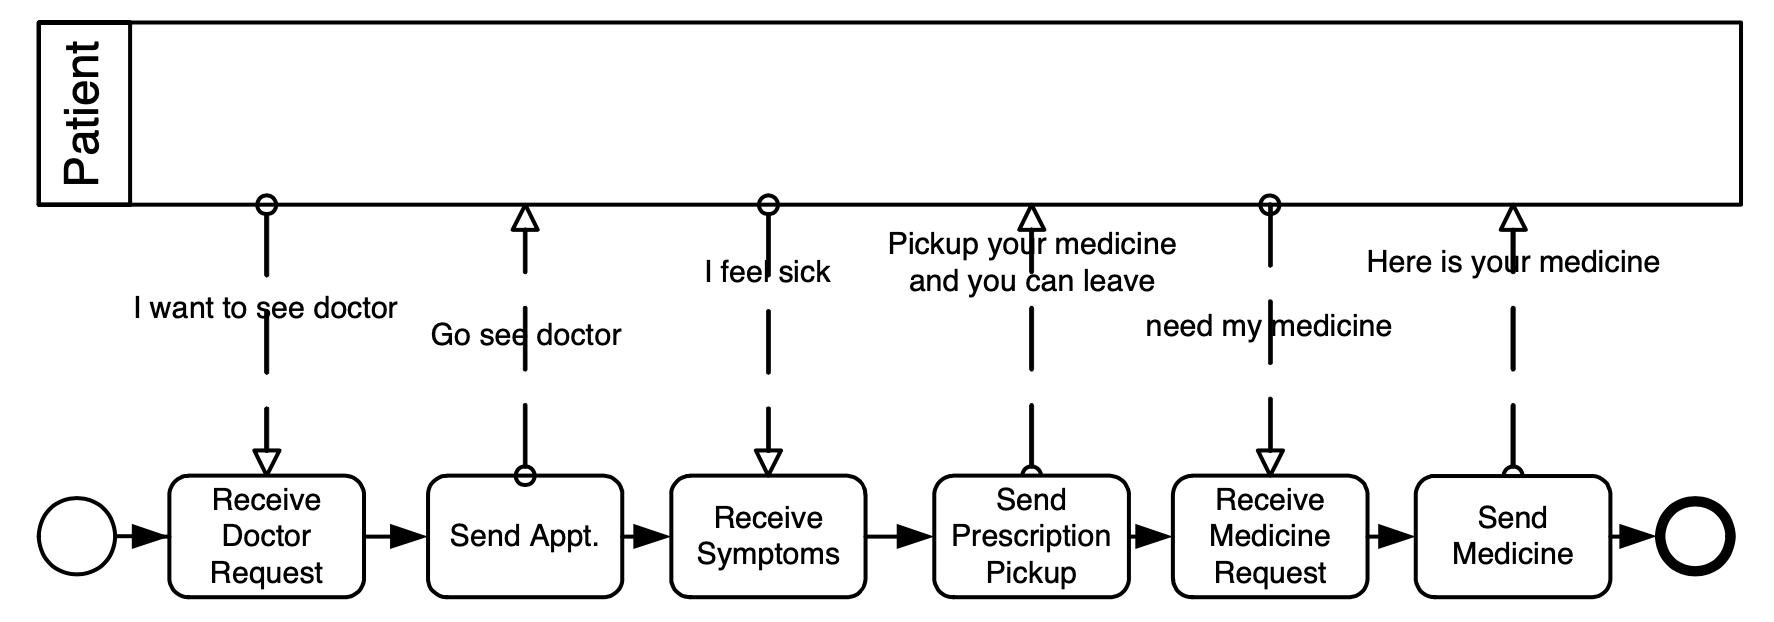 Patient
I want to see doctor
Go see doctor
I feel sick
Pickup your medicine
and you can leave
need my medicine
Here is your medicine
Receive
Doctor
Request
Send Appt.
Receive
Symptoms
Send
Prescription
Pickup
Receive
Medicine
Request
Send
Medicine